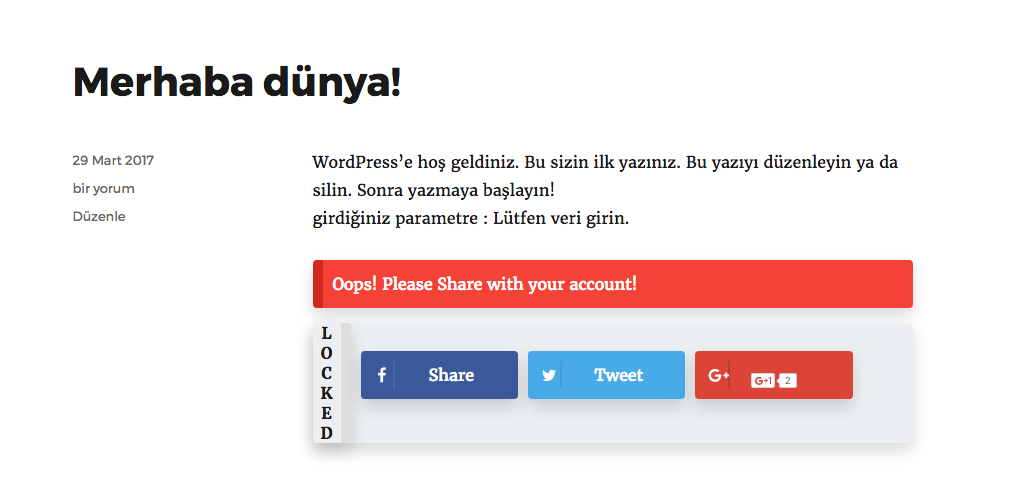 Merhaba dünya!
29 Mart 2017
bir yorum
Düzenle
WordPress’e hoş geldiniz. Bu sizin ilk yazınız. Bu yazıyı düzenleyin ya da
silin. Sonra yazmaya başlayın!
girdiğiniz parametre : Lütfen veri girin.
Oops! Please Share with your account!
LOCKED
Share
Tweet
G+ G+1 2